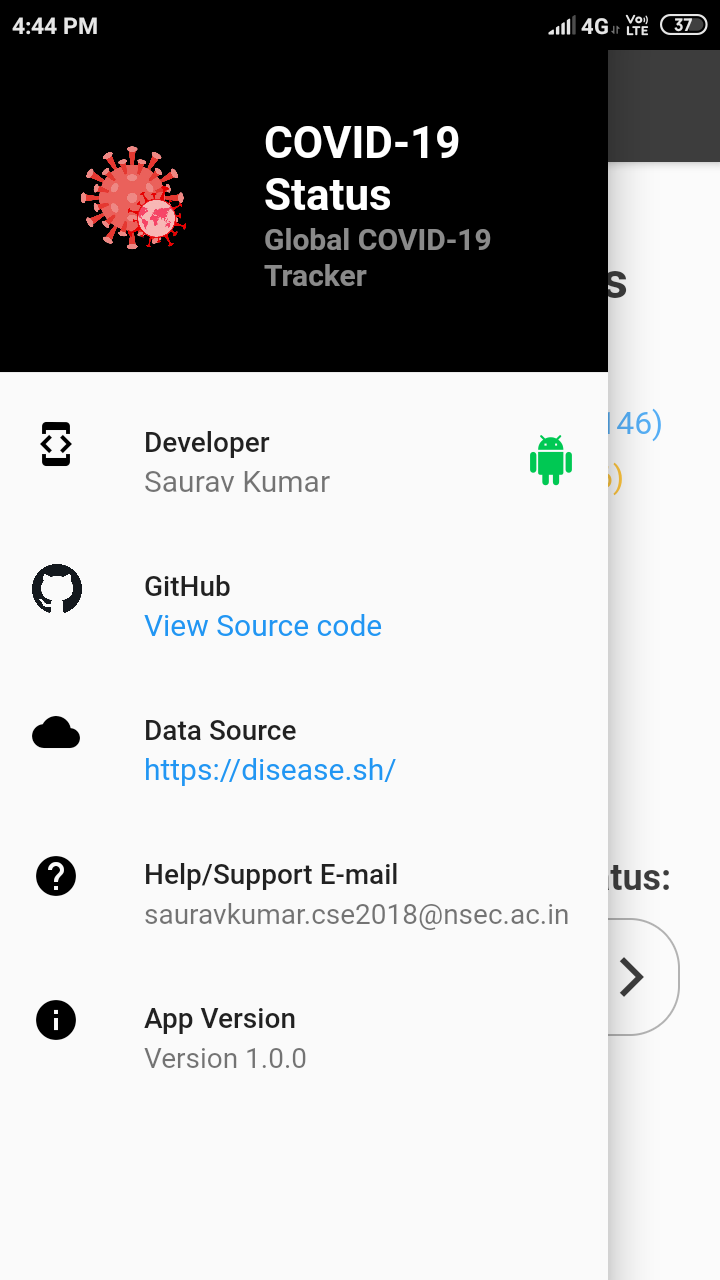 4:44 PM
4G
Vo))
LTE
37
COVID-19
Status
Global COVID-19
Tracker
s
Developer
Saurav Kumar
146)
)
GitHub
View Source code
Data Source
https://disease.sh/
Help/Support E-mail
sauravkumar.cse2018@nsec.ac.in
tus:
App Version
Version 1.0.0